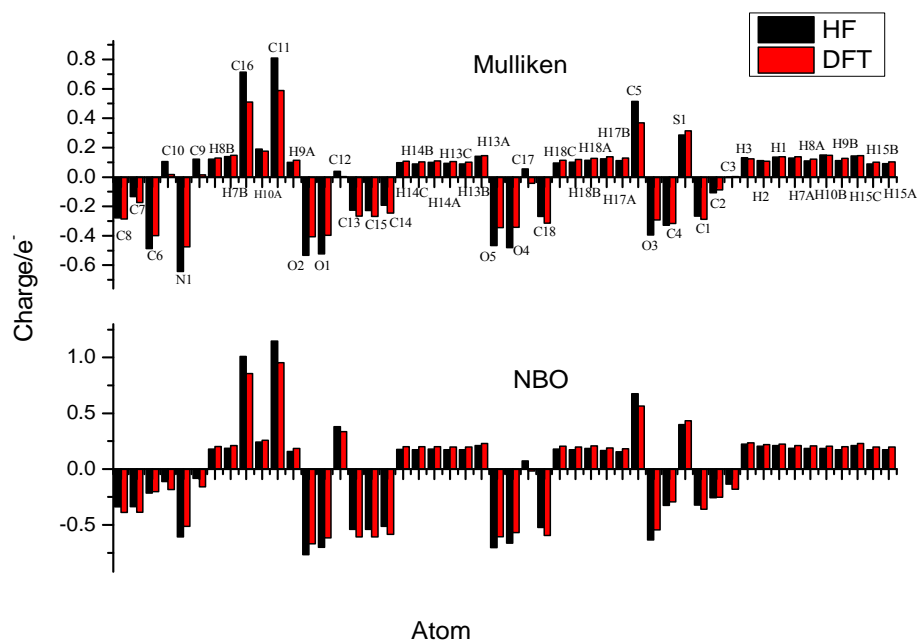 HF
DFT
Mulliken
0.8
0.6
0.4
0.2
0.0
-0.2
-0.4
-0.6
C16
C11
C5
S1
C10
C9
H8B
H7B
H10A
H9A
C12
H14B
H13C
H13A
H14C
H14A
H13B
C17
H18C
H18A
H17B
H18B
H17A
H3
H1
H8A
H9B
H15B
C3
H2
H7A
H10B
H15C
H15A
C8
C7
C6
N1
O2
O1
C13
C15
C14
O5
O4
C18
O3
C4
C1
C2
Charge/e-
NBO
1.0
0.5
0.0
-0.5
Atom